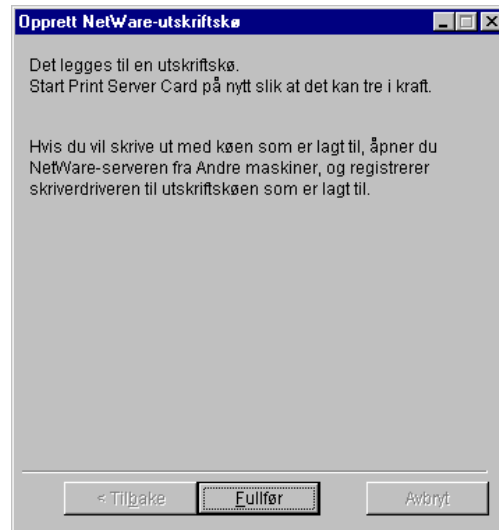 Opprett NetWare-utskriftskø
Det legges til en utskriftskø.
Start Print Server Card på nytt slik at det kan tre i kraft.
Hvis du vil skrive ut med køen som er lagt til, åpner du
NetWare-serveren fra Andre maskiner, og registrerer
skriverdriveren til utskriftskøen som er lagt til.
< Tilbake
Fullfør
Avbryt